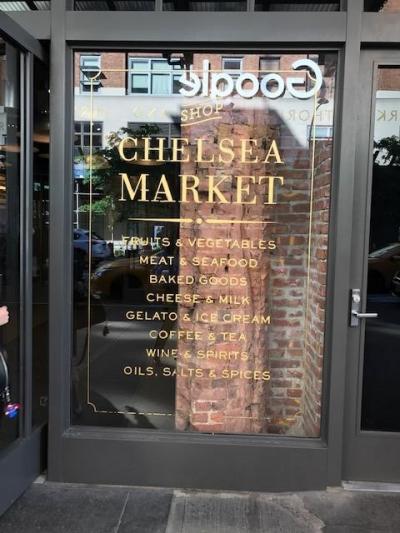 Google
SHOP
CHELSEA
MARKET
FRUITS & VEGETABLES
MEAT & SEAFOOD
BAKED GOODS
CHEESE & MILK
GELATO & ICE CREAM
COFFEE & TEA
WINE & SPIRITS
OILS, SALTS & SPICES